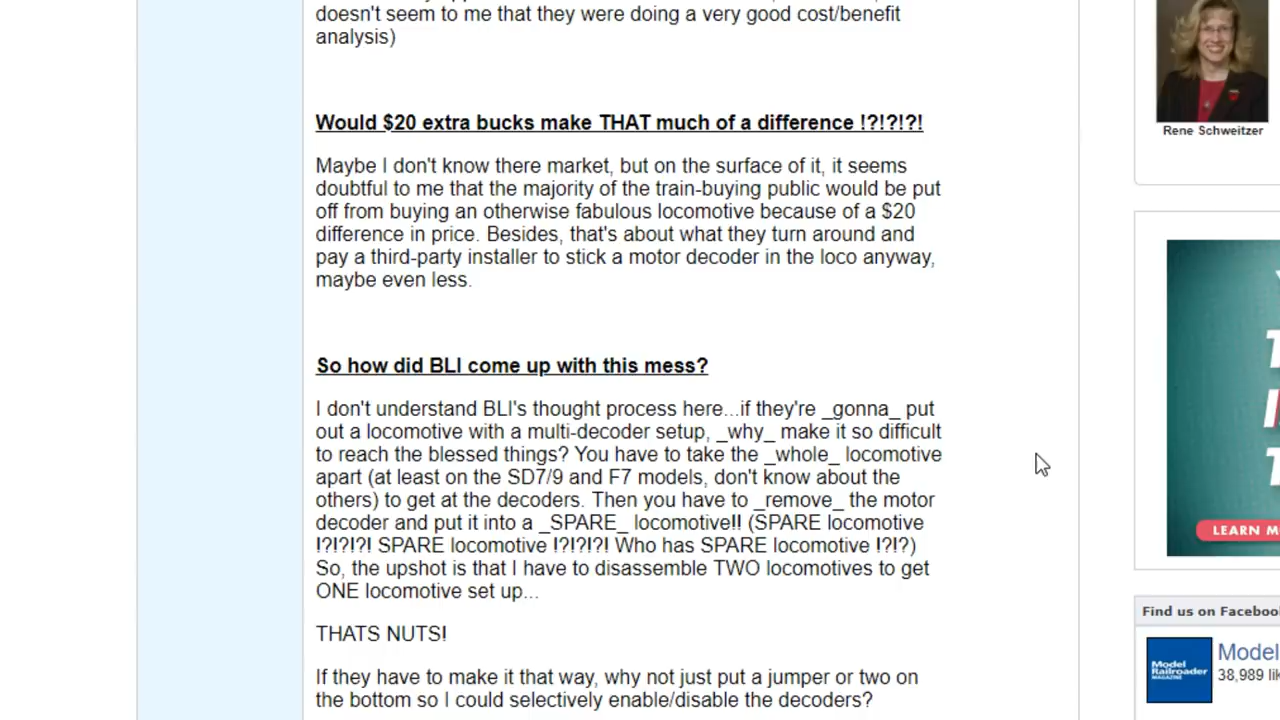 doesn't seem to me that they were doing a very good cost/benefit
analysis)
Would $20 extra bucks make THAT much of a difference !?!?!?!
Maybe I don't know there market, but on the surface of it, it seems
doubtful to me that the majority of the train-buying public would be put
off from buying an otherwise fabulous locomotive because of a $20
difference in price. Besides, that's about what they turn around and
pay a third-party installer to stick a motor decoder in the loco anyway,
maybe even less.
So how did BLI come up with this mess?
I don't understand BLI's thought process here...if they're _gonna_ put
out a locomotive with a multi-decoder setup, _why_ make it so difficult
to reach the blessed things? You have to take the _whole_ locomotive
apart (at least on the SD7/9 and F7 models, don't know about the
others) to get at the decoders. Then you have to _remove_ the motor
decoder and put it into a _SPARE_ locomotive!! (SPARE locomotive
!?!?!?! SPARE locomotive !?!?!?! Who has SPARE locomotive !?!?)
So, the upshot is that I have to disassemble TWO locomotives to get
ONE locomotive set up...
THATS NUTS!
If they have to make it that way, why not just put a jumper or two on
the bottom so I could selectively enable/disable the decoders?
Rene Schweitzer
LEARN M
Find us on Faceboo
Model
Railroader
MAGAZINE
Model
38,989 lik